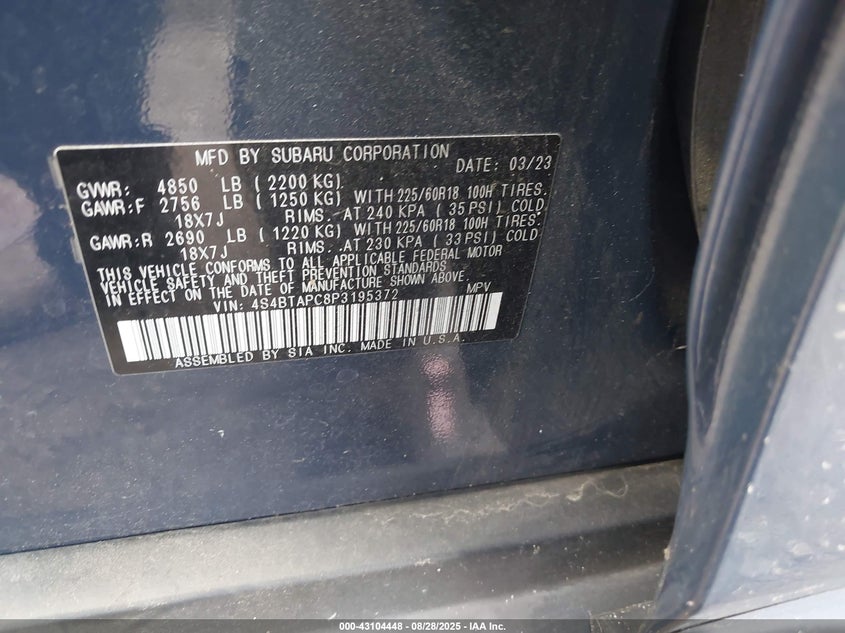 MFD BY SUBARU CORPORATION DATE: 03/23
GVWR: 4850 LB (2200 KG)
GAWR:F 2756 LB (1250 KG) WITH 225/60R18 100H TIRES.
18X7J RIMS. AT 240 KPA (35 PSI) COLD
GAWR:R 2690 LB (1220 KG) WITH 225/60R18 100H TIRES.
18X7J RIMS. AT 230 KPA (33 PSI) COLD
THIS VEHICLE CONFORMS TO ALL APPLICABLE FEDERAL MOTOR
VEHICLE SAFETY AND THEFT PREVENTION STANDARDS
IN EFFECT ON THE DATE OF MANUFACTURE SHOWN ABOVE.
VIN: 4S4BTAPC8P3195372 MPV
ASSEMBLED BY SIA INC. MADE IN U.S.A.
000-43104448 - 08/28/2025 - IAA Inc.